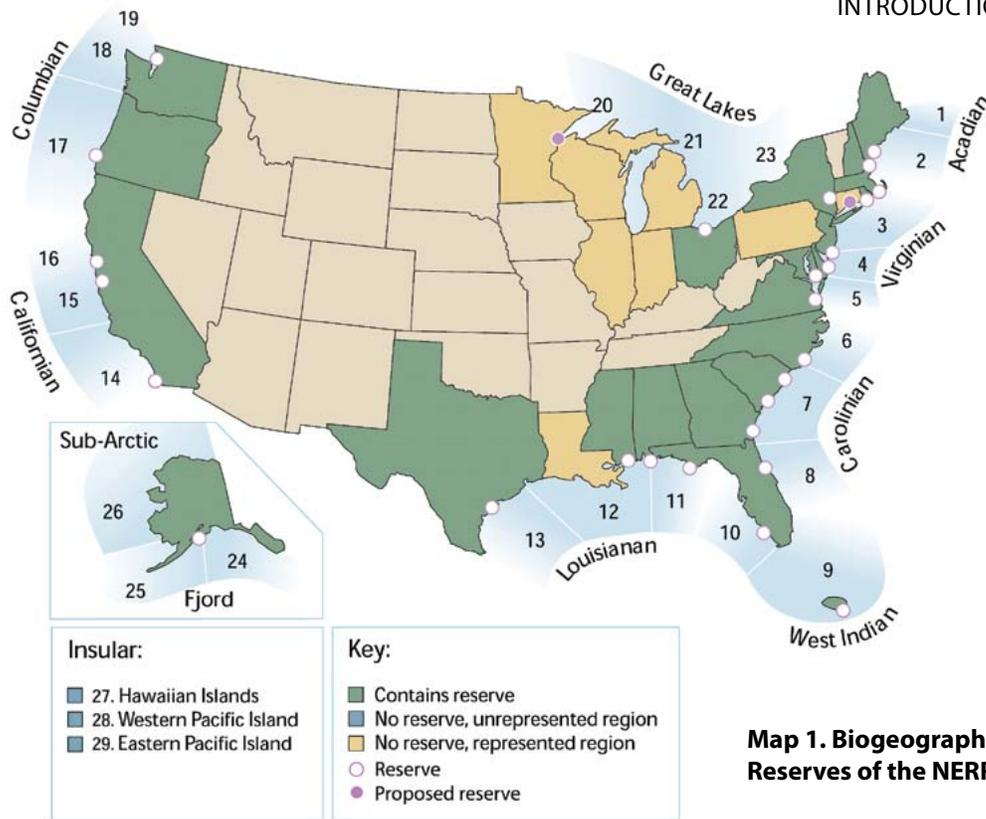 INTRODUCTIO
19
18
Columbian
17
16
15
Californian
14
20
Great Lakes
21
22
23
1
Acadian
2
3
Virginian
4
5
6
7
Carolinian
8
9
West Indian
10
11
12
Louisianan
13
Sub-Arctic
26
25
24
Fjord
Insular:
27. Hawaiian Islands
28. Western Pacific Island
29. Eastern Pacific Island
Key:
Contains reserve
No reserve, unrepresented region
No reserve, represented region
Reserve
Proposed reserve
Map 1. Biogeograph
Reserves of the NERR